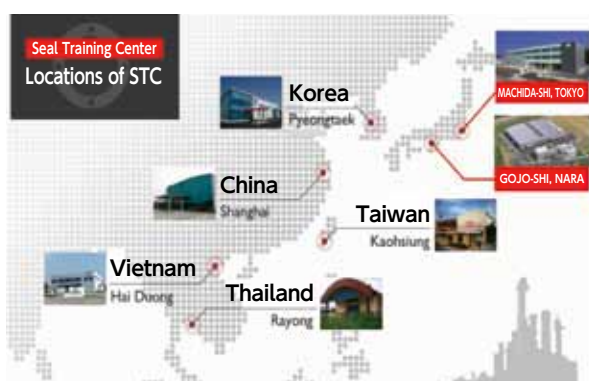 Seal Training Center
Locations of STC
Korea
Pyeongtaek
MACHIDA-SHI, TOKYO
GOJO-SHI, NARA
China
Shanghai
Taiwan
Kaohsiung
Vietnam
Hai Duong
Thailand
Rayong